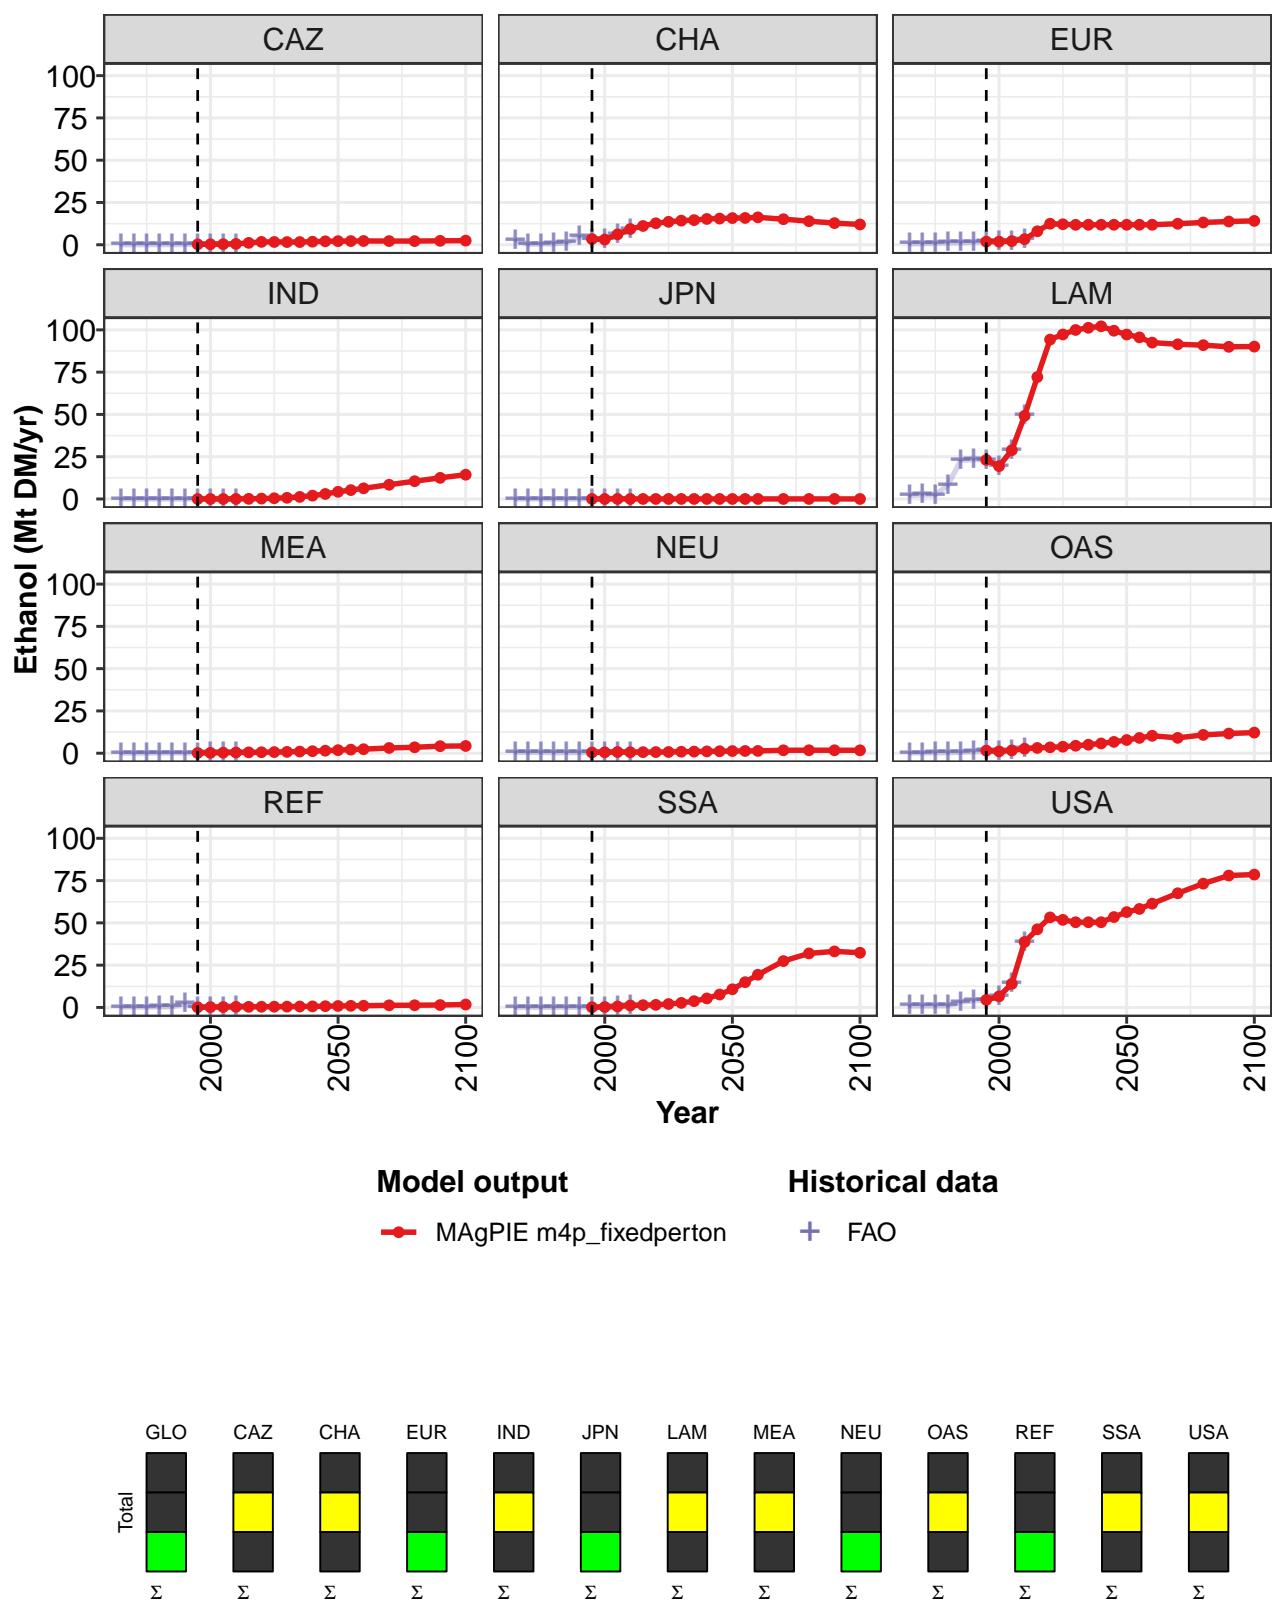 CAZ CHA EUR
100
75
50
25
0
IND JPN LAM
100
75
50
25
0
Ethanol (Mt DM/yr)
MEA NEU OAS
100
75
50
25
0
REF SSA USA
100
75
50
25
0
2000 2050 2100 2000 2050 2100 2000 2050 2100
Year
Model output Historical data
MAgPIE m4p_fixedperton FAO
GLO CAZ CHA EUR IND JPN LAM MEA NEU OAS REF SSA USA
Total
Σ Σ Σ Σ Σ Σ Σ Σ Σ Σ Σ Σ Σ